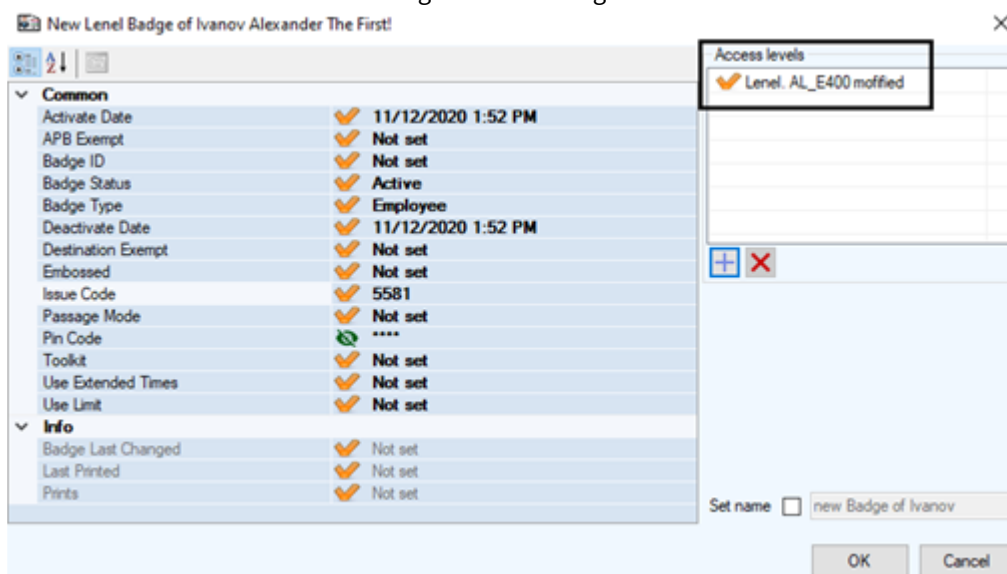 New Lenel Badge of Ivanov Alexander The First!
Common
Activate Date 11/12/2020 1:52 PM
APB Exempt Not set
Badge ID Not set
Badge Status Active
Badge Type Employee
Deactivate Date 11/12/2020 1:52 PM
Destination Exempt Not set
Embossed Not set
Issue Code 5581
Passage Mode Not set
Pin Code ****
Toolkit Not set
Use Extended Times Not set
Use Limit Not set
Info
Badge Last Changed Not set
Last Printed Not set
Prints Not set
Access levels
Lenel. AL_E400 moffied
Set name new Badge of Ivanov
OK Cancel